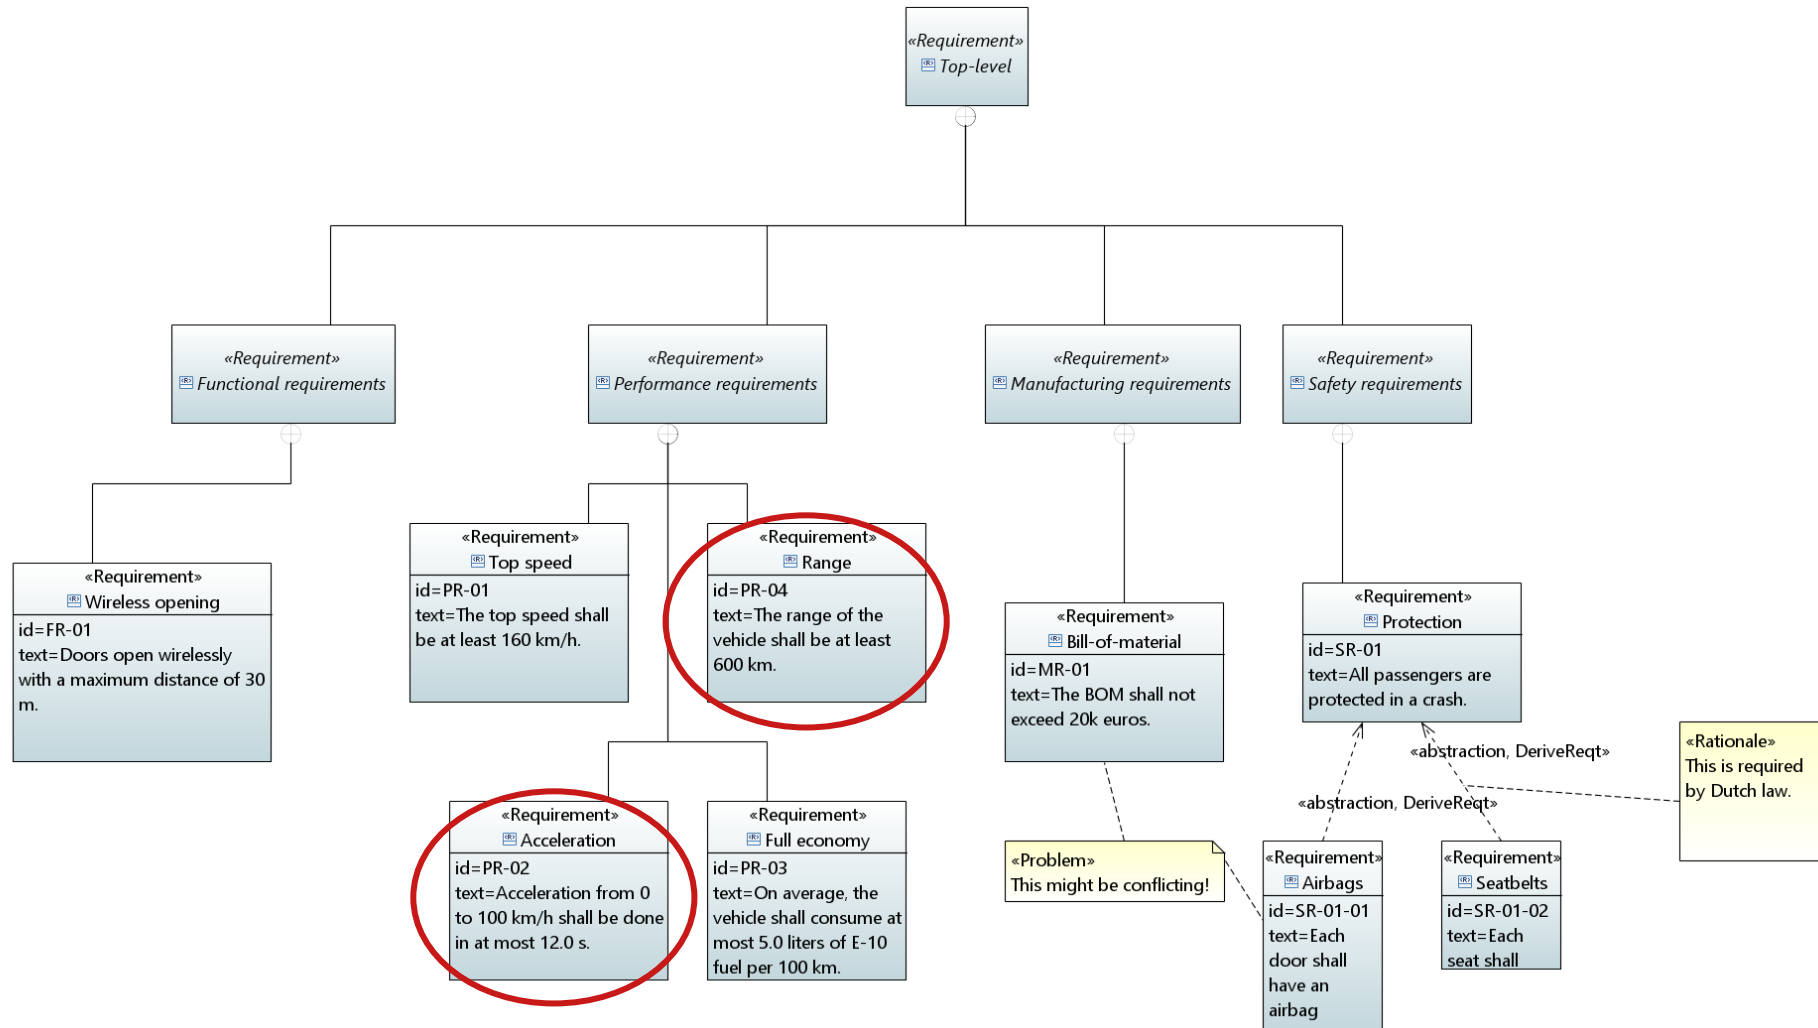 «Requirement»
Top-level
«Requirement»
Functional requirements
«Requirement»
Performance requirements
«Requirement»
Manufacturing requirements
«Requirement»
Safety requirements
«Requirement»
Wireless opening
id=FR-01
text=Doors open wirelessly
with a maximum distance of 30
m.
«Requirement»
Top speed
id=PR-01
text=The top speed shall
be at least 160 km/h.
«Requirement»
Range
id=PR-04
text=The range of the
vehicle shall be at least
600 km.
«Requirement»
Acceleration
id=PR-02
text=Acceleration from 0
to 100 km/h shall be done
in at most 12.0 s.
«Requirement»
Full economy
id=PR-03
text=On average, the
vehicle shall consume at
most 5.0 liters of E-10
fuel per 100 km.
«Requirement»
Bill-of-material
id=MR-01
text=The BOM shall not
exceed 20k euros.
«Problem»
This might be conflicting!
«Requirement»
Protection
id=SR-01
text=All passengers are
protected in a crash.
«abstraction, DeriveReqt»
«abstraction, DeriveReqt»
«Rationale»
This is required
by Dutch law.
«Requirement»
Airbags
id=SR-01-01
text=Each
door shall
have an
airbag
«Requirement»
Seatbelts
id=SR-01-02
text=Each
seat shall